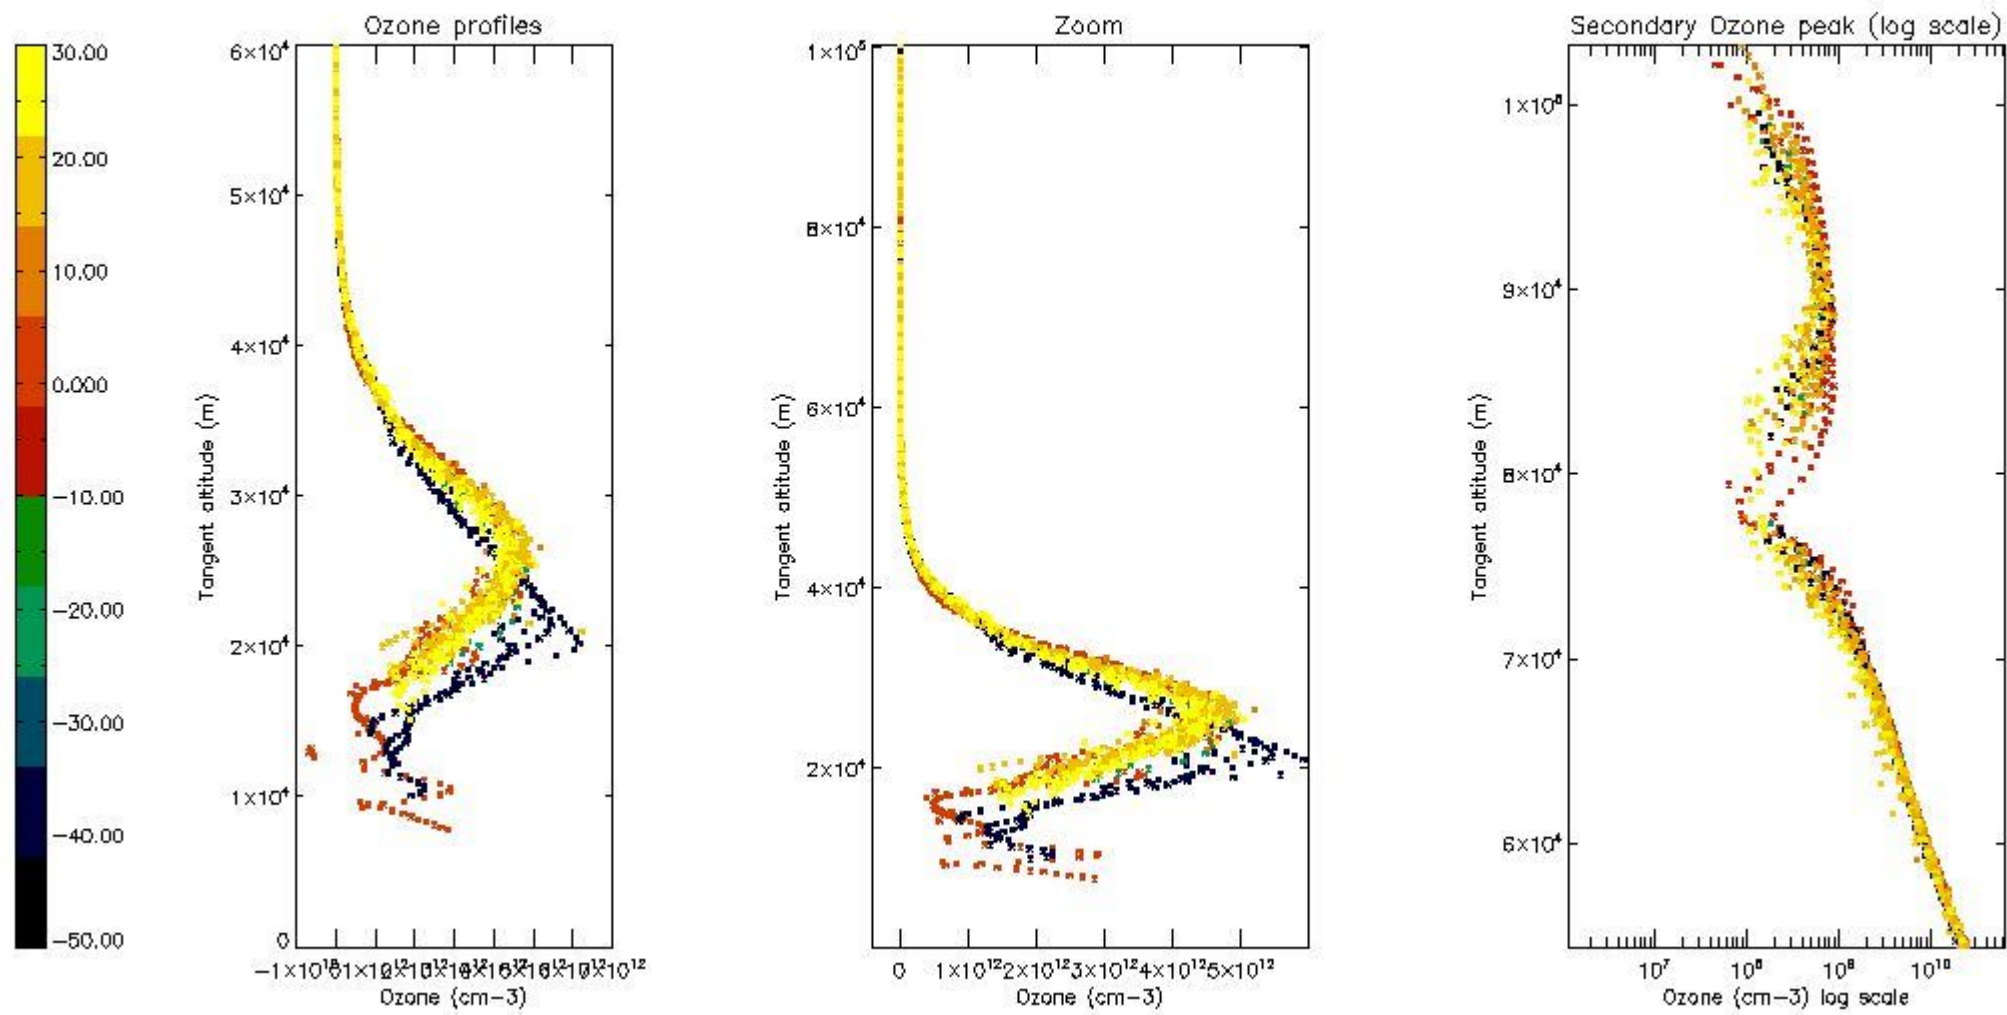 Ozone profiles
Zoom
Secondary Ozone peak (log scale)
30.00
20.00
10.00
0.000
−10.00
−20.00
−30.00
−40.00
−50.00
6×10⁴
5×10⁴
4×10⁴
3×10⁴
2×10⁴
1×10⁴
0
Tangent altitude (m)
Ozone (cm−3)
1×10⁵
8×10⁴
6×10⁴
4×10⁴
2×10⁴
Tangent altitude (m)
0 1×10¹² 2×10¹² 3×10¹² 4×10¹² 5×10¹²
Ozone (cm−3)
1×10⁵
9×10⁴
8×10⁴
7×10⁴
6×10⁴
Tangent altitude (m)
10⁷ 10⁸ 10⁹ 10¹⁰
Ozone (cm−3) log scale